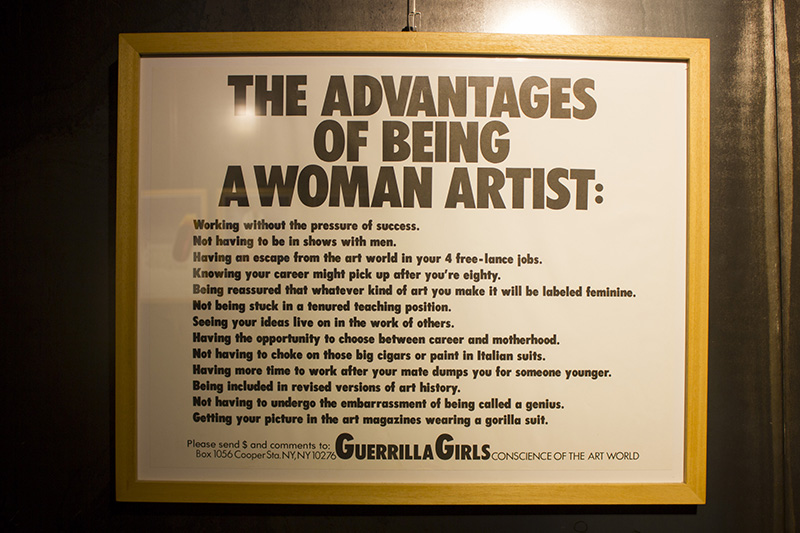 THE ADVANTAGES
OF BEING
A WOMAN ARTIST:
Working without the pressure of success.
Not having to be in shows with men.
Having an escape from the art world in your 4 free-lance jobs.
Knowing your career might pick up after you're eighty.
Being reassured that whatever kind of art you make it will be labeled feminine.
Not being stuck in a tenured teaching position.
Seeing your ideas live on in the work of others.
Having the opportunity to choose between career and motherhood.
Not having to choke on those big cigars or paint in Italian suits.
Having more time to work after your mate dumps you for someone younger.
Being included in revised versions of art history.
Not having to undergo the embarrassment of being called a genius.
Getting your picture in the art magazines wearing a gorilla suit.
Please send $ and comments to:
Box 1056 Cooper Sta. NY, NY 10276 GUERRILLA GIRLS CONSCIENCE OF THE ART WORLD